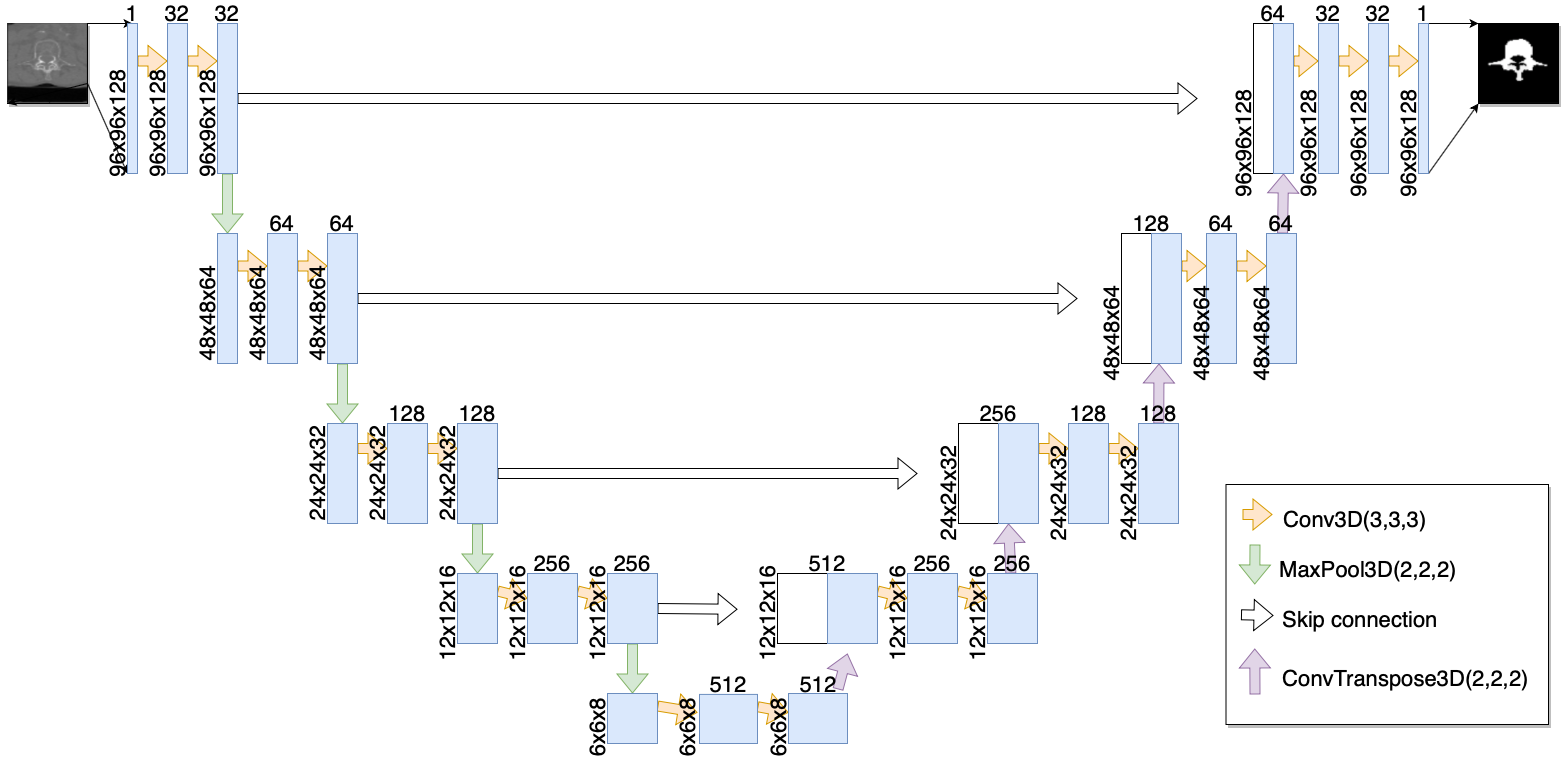 1 32 32
96x96x128 96x96x128 96x96x128
64 32 32 1
96x96x128 96x96x128 96x96x128 96x96x128
64 64
48x48x64 48x48x64 48x48x64
128 64 64
48x48x64 48x48x64 48x48x64
128 128
24x24x32 24x24x32 24x24x32
256 128 128
24x24x32 24x24x32 24x24x32
256 256
12x12x16 12x12x16 12x12x16
512 256 256
12x12x16 12x12x16 12x12x16
512 512
6x6x8 6x6x8 6x6x8
Conv3D(3,3,3)
MaxPool3D(2,2,2)
Skip connection
ConvTranspose3D(2,2,2)